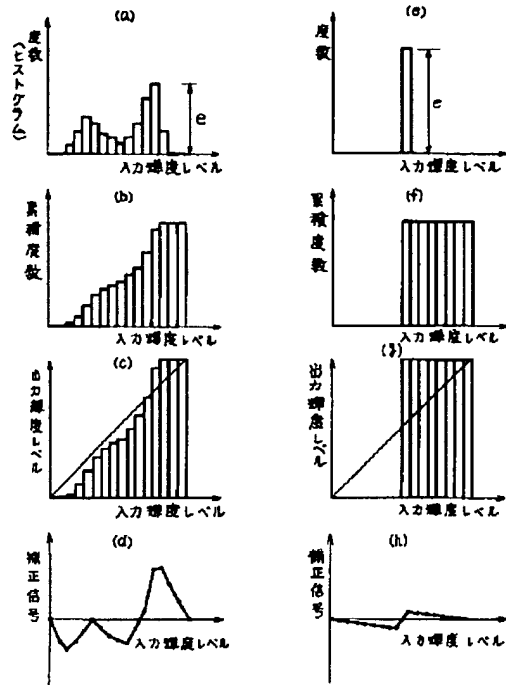 (a)
度数
(ヒストグラム)
e
入力輝度レベル
(e)
度数
e
入力輝度レベル
(b)
累積度数
入力輝度レベル
(f)
累積度数
入力輝度レベル
(c)
出力輝度レベル
入力輝度レベル
(g)
出力輝度レベル
入力輝度レベル
(d)
補正信号
入力輝度レベル
(h)
補正信号
入力輝度レベル